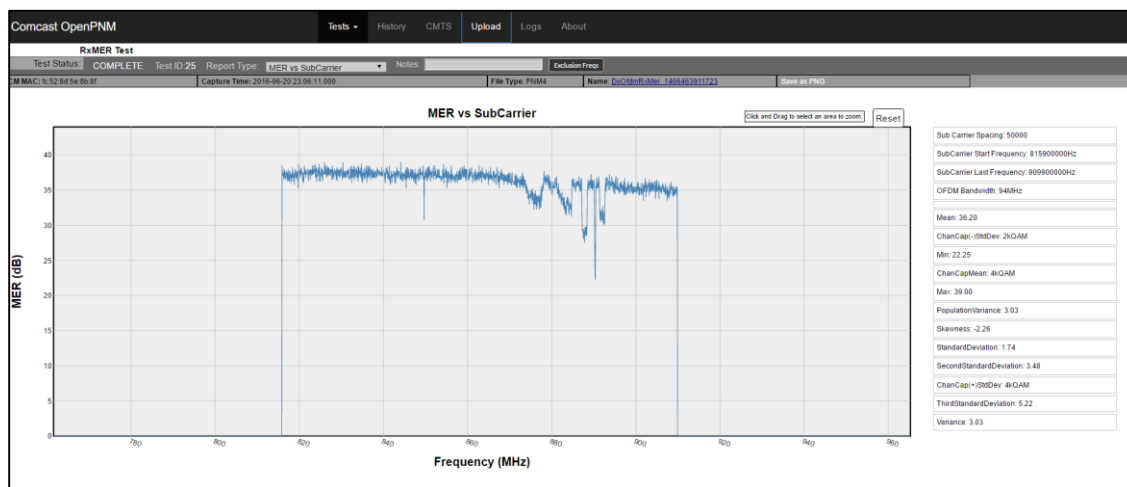 Comcast OpenPNM Tests History CMTS Upload Logs About
RxMER Test
Test Status: COMPLETE Test ID:25 Report Type: MER vs SubCarrier Notes: Exclusion Freqs
CM MAC: fc:52:8d:5e:8b:8f Capture Time: 2016-06-20 23:06:11:000 File Type: PNM4 Name: DsOfdmRxMer_1466463911723 Save as PNG
MER vs SubCarrier
Click and Drag to select an area to zoom.
Reset
MER (dB)
40
35
30
25
20
15
10
5
0
780 800 820 840 860 880 900 920 940 960
Frequency (MHz)
Sub Carrier Spacing: 50000
SubCarrier Start Frequency: 815900000Hz
SubCarrier Last Frequency: 909900000Hz
OFDM Bandwidth: 94MHz
Mean: 36.20
ChanCap(-)StdDev: 2kQAM
Min: 22.25
ChanCapMean: 4kQAM
Max: 39.00
PopulationVariance: 3.03
Skewness: -2.26
StandardDeviation: 1.74
SecondStandardDeviation: 3.48
ChanCap(+)StdDev: 4kQAM
ThirdStandardDeviation: 5.22
Variance: 3.03